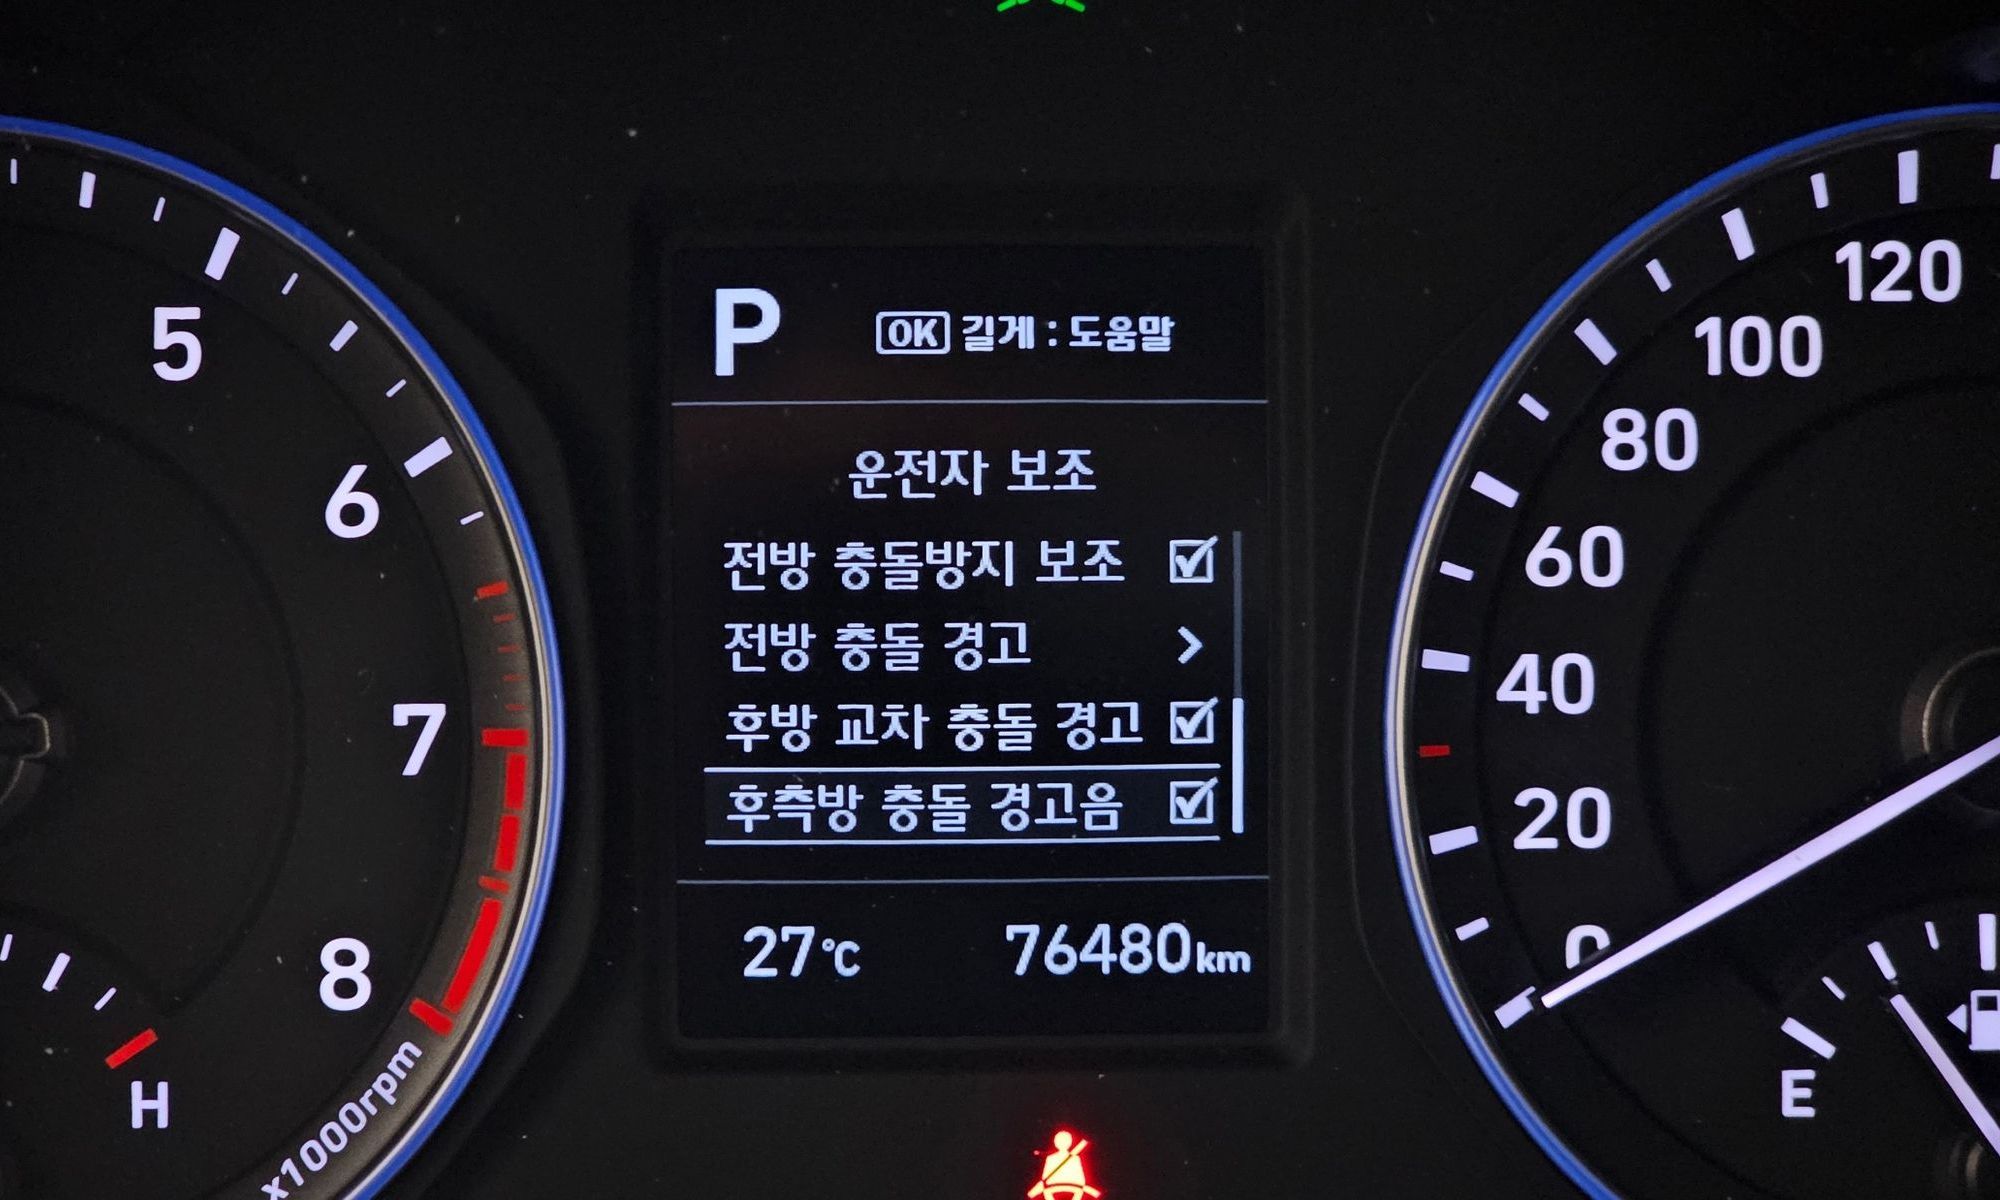 P
OK 길게 : 도움말
운전자 보조
전방 충돌방지 보조
전방 충돌 경고 >
후방 교차 충돌 경고
후측방 충돌 경고음
27℃ 76480km
5
6
7
8
x1000rpm
H
120
100
80
60
40
20
0
E